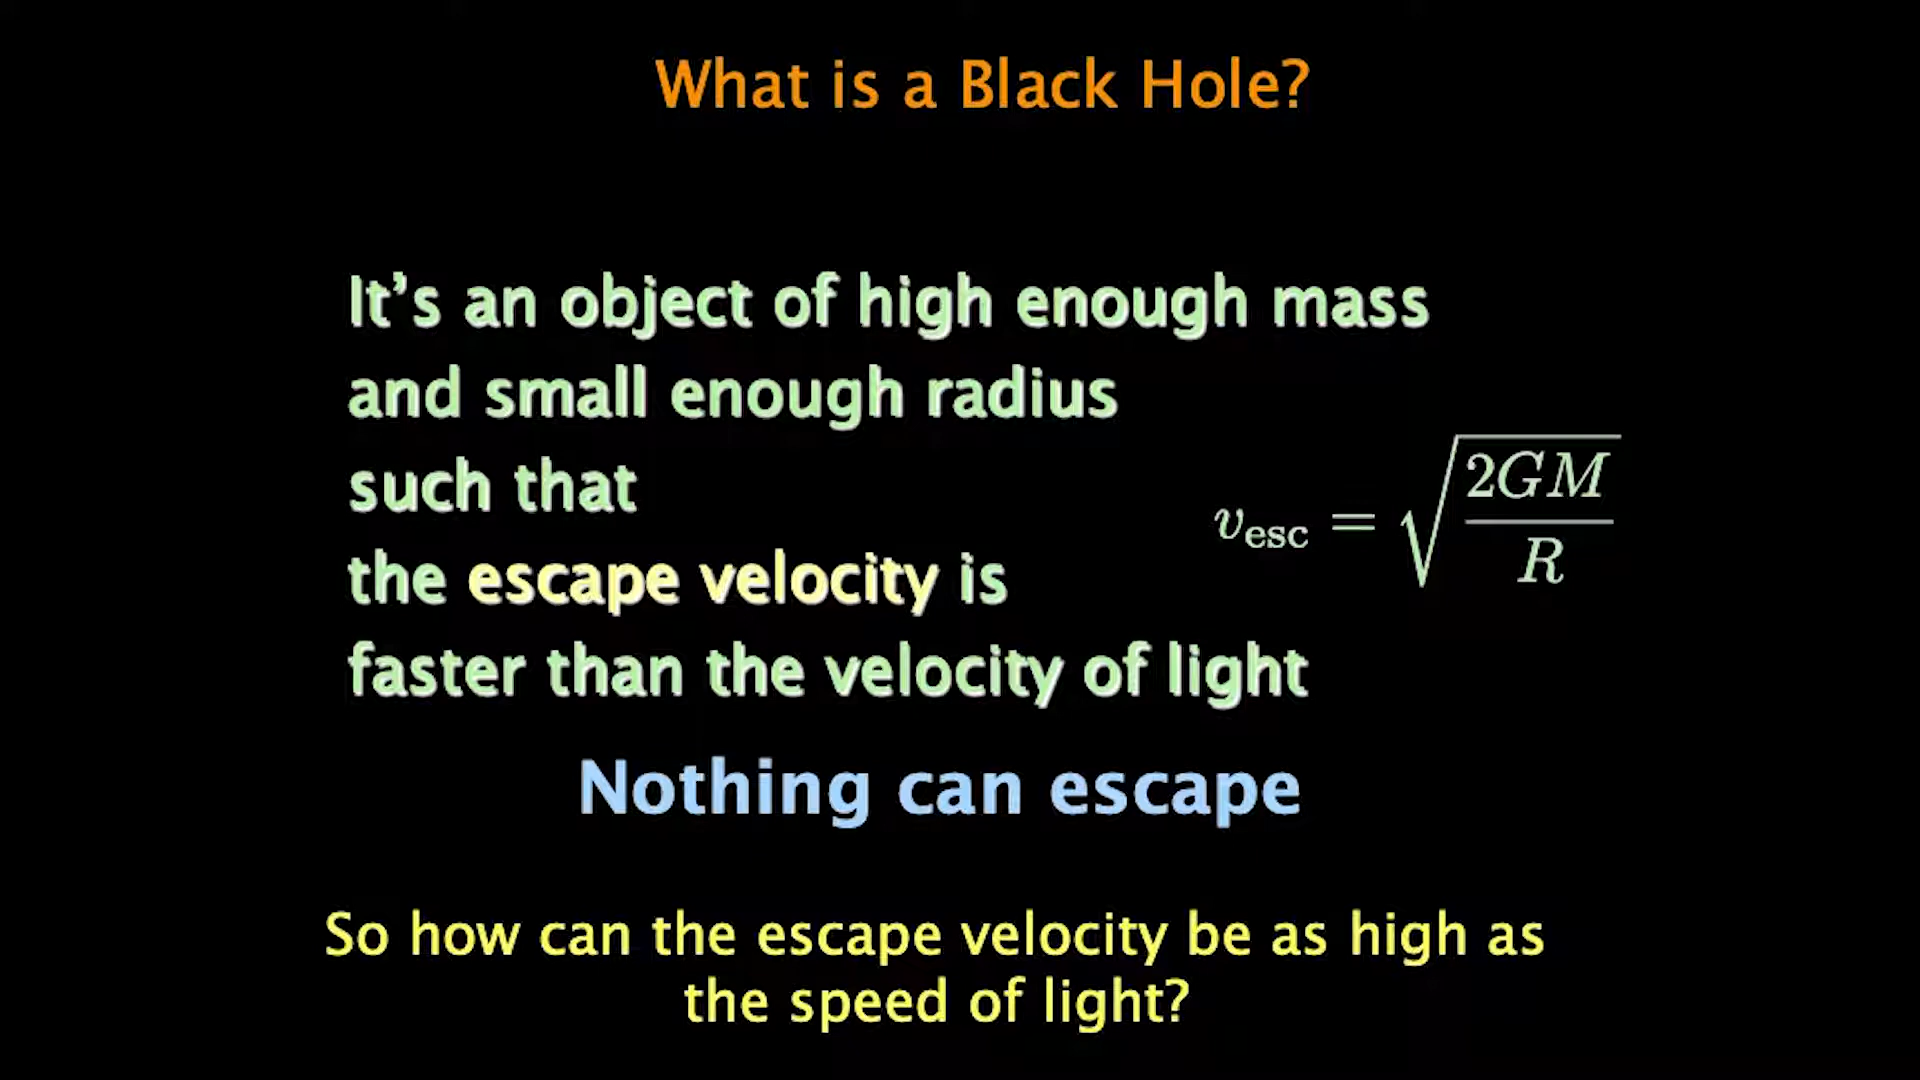 What is a Black Hole?
It’s an object of high enough mass
and small enough radius
such that
v_esc = √(2GM/R)
the escape velocity is
faster than the velocity of light
Nothing can escape
So how can the escape velocity be as high as
the speed of light?